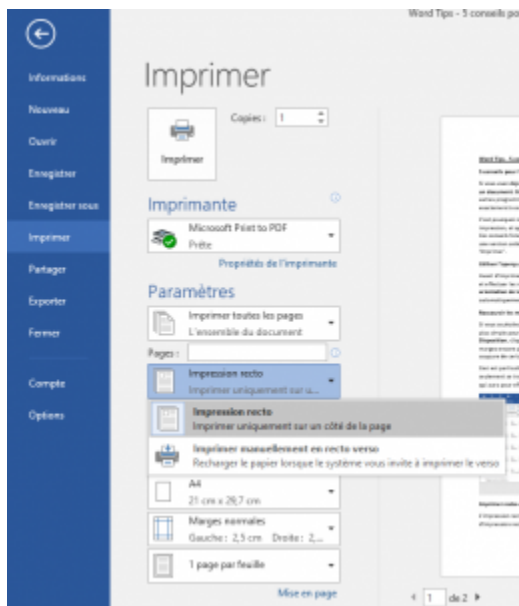 Word Tips – 5 conseils po
Informations
Nouveau
Ouvrir
Enregistrer
Enregistrer sous
Imprimer
Partager
Exporter
Fermer
Compte
Options
Imprimer
Copies : 1
Imprimer
Imprimante
Microsoft Print to PDF
Prête
Propriétés de l'imprimante
Paramètres
Imprimer toutes les pages
L'ensemble du document
Pages :
Impression recto
Imprimer uniquement sur u...
Impression recto
Imprimer uniquement sur un côté de la page
Imprimer manuellement en recto verso
Recharger le papier lorsque le système vous invite à imprimer le verso
A4
21 cm x 29,7 cm
Marges normales
Gauche : 2,5 cm Droite : 2,...
1 page par feuille
Mise en page
1 de 2